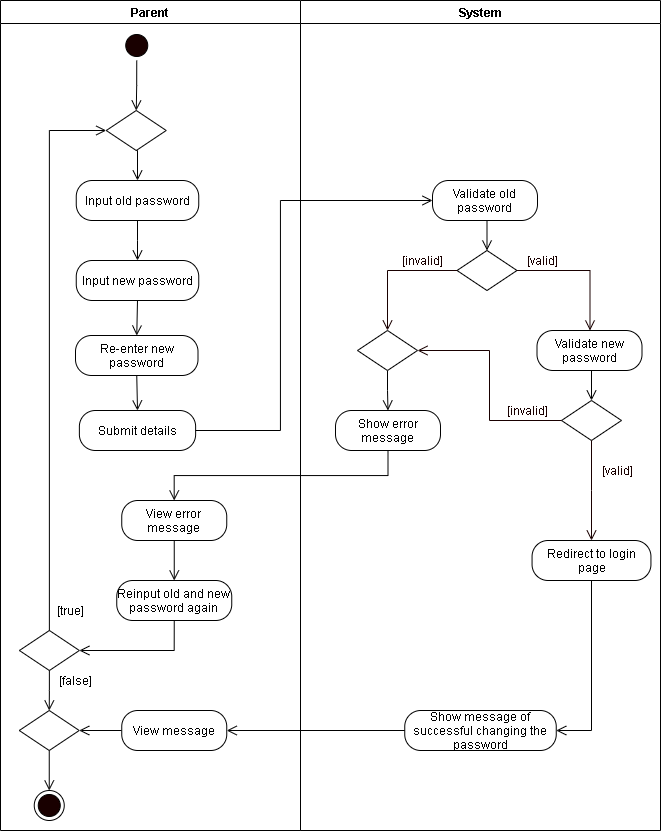 Parent
System
Input old password
Input new password
Re-enter new
password
Submit details
Validate old
password
[invalid]
[valid]
Validate new
password
[invalid]
Show error
message
[valid]
View error
message
Redirect to login
page
Reinput old and new
password again
[true]
[false]
View message
Show message of
successful changing the
password